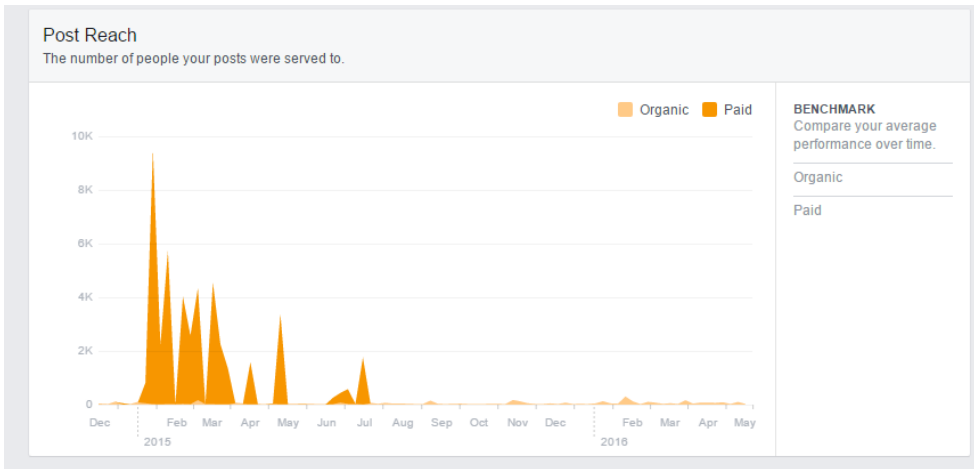 Post Reach
The number of people your posts were served to.
Organic Paid
10K
8K
6K
4K
2K
0
Dec Feb Mar Apr May Jun Jul Aug Sep Oct Nov Dec Feb Mar Apr May
2015 2016
BENCHMARK
Compare your average
performance over time.
Organic
Paid